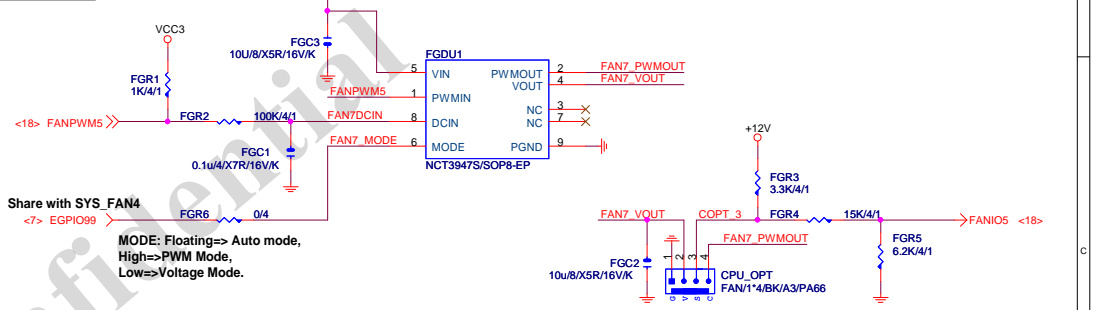 VCC3
FGC3
10U/8/X5R/16V/K
FGDU1
FGR1
1K/4/1
5 VIN
PWMOUT 2 FAN7_PWMOUT
VOUT 4 FAN7_VOUT
FANPWM5 1 PWMIN
NC 3
<18> FANPWM5
FGR2 100K/4/1
FAN7DCIN 8 DCIN
NC 7
+12V
FGC1
0.1u/4/X7R/16V/K
FAN7_MODE 6 MODE
PGND 9
NCT3947S/SOP8-EP
FGR3
3.3K/4/1
Share with SYS_FAN4
<7> EGPIO99
FGR6 0/4
FAN7_VOUT
COPT_3
FGR4 15K/4/1
FANIO5 <18>
MODE: Floating=> Auto mode,
High=>PWM Mode,
Low=>Voltage Mode.
FAN7_PWMOUT
FGR5
6.2K/4/1
C
FGC2
10u/8/X5R/16V/K
1 2 3 4
G V S C
CPU_OPT
FAN/1*4/BK/A3/PA66
nfidential